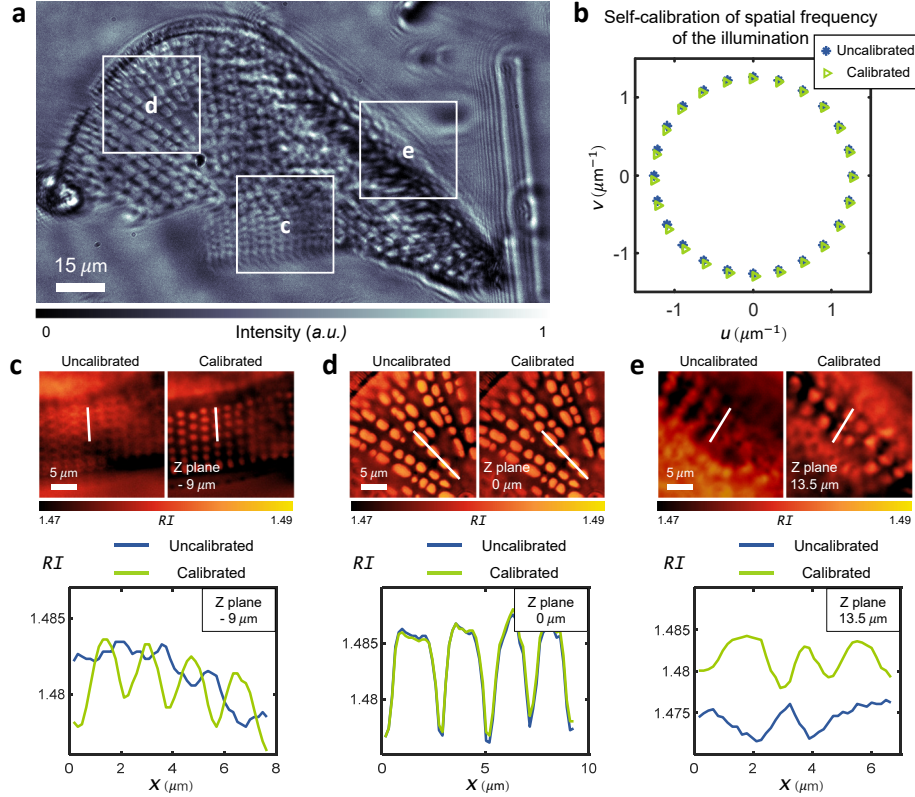 a
d
e
c
15 μm
0
Intensity (a.u.)
1
b
Self-calibration of spatial frequency
of the illumination
Uncalibrated
Calibrated
1
0
-1
v (μm⁻¹)
-1
0
1
u (μm⁻¹)
c
Uncalibrated
Calibrated
5 μm
Z plane
- 9 μm
1.47
RI
1.49
Uncalibrated
Calibrated
RI
Z plane
- 9 μm
1.485
1.48
0
2
4
6
8
X (μm)
d
Uncalibrated
Calibrated
5 μm
Z plane
0 μm
1.47
RI
1.49
Uncalibrated
Calibrated
RI
Z plane
0 μm
1.485
1.48
0
5
10
X (μm)
e
Uncalibrated
Calibrated
5 μm
Z plane
13.5 μm
1.47
RI
1.49
Uncalibrated
Calibrated
RI
Z plane
13.5 μm
1.485
1.48
1.475
0
2
4
6
X (μm)